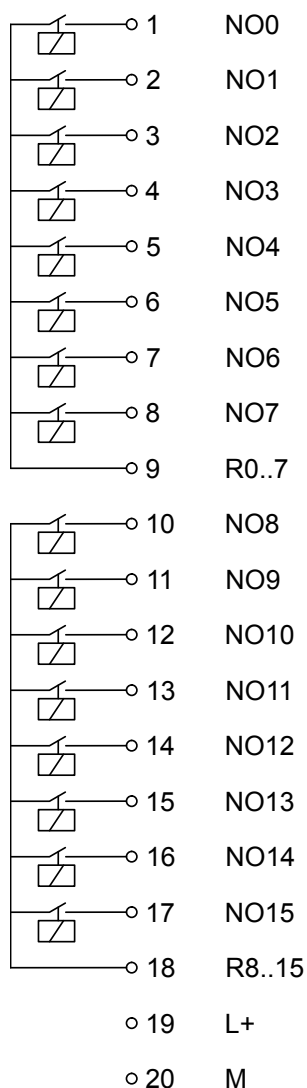 1 NO0
2 NO1
3 NO2
4 NO3
5 NO4
6 NO5
7 NO6
8 NO7
9 R0..7
10 NO8
11 NO9
12 NO10
13 NO11
14 NO12
15 NO13
16 NO14
17 NO15
18 R8..15
19 L+
20 M